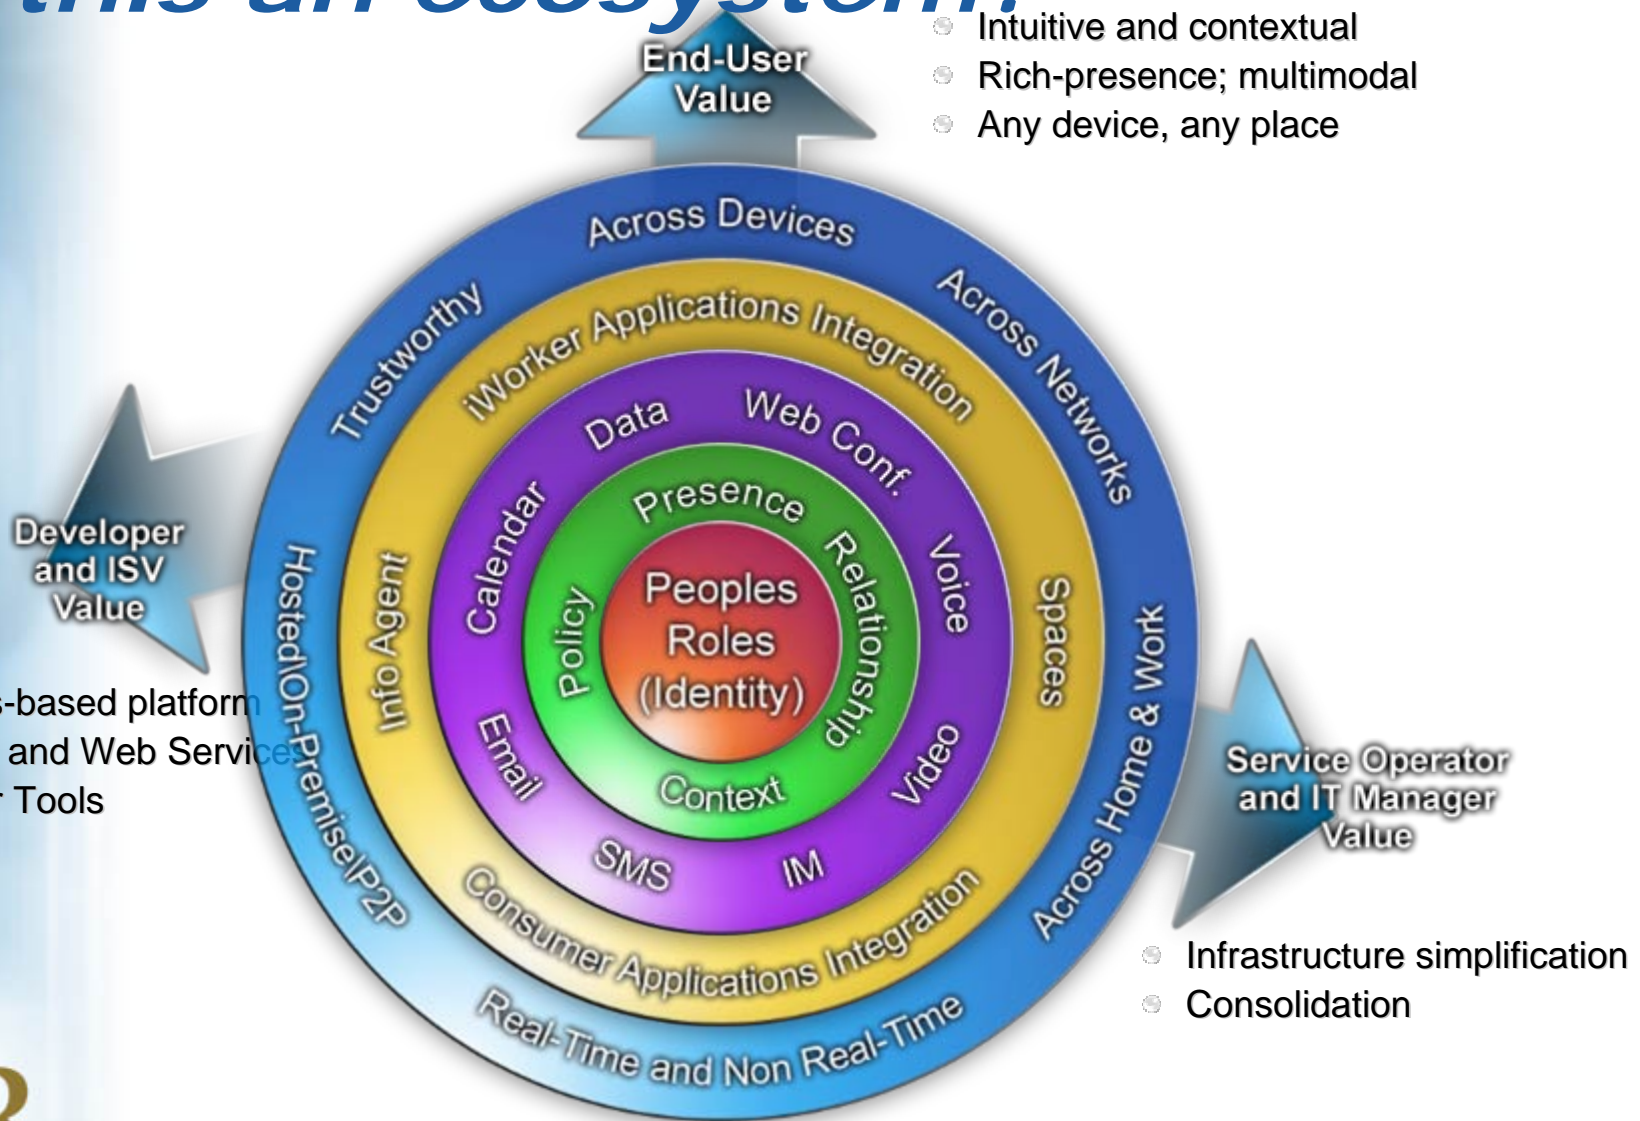 this an ecosystem?
End-User
Value
Intuitive and contextual
Rich-presence; multimodal
Any device, any place
Across Devices
Across Networks
Across Home & Work
Real-Time and Non Real-Time
Hosted\On-Premise\P2P
Trustworthy
iWorker Applications Integration
Spaces
Consumer Applications Integration
Info Agent
Data
Web Conf.
Voice
Video
IM
SMS
Email
Calendar
Presence
Relationship
Context
Policy
Peoples
Roles
(Identity)
Developer
and ISV
Value
s-based platform
and Web Services
r Tools
Service Operator
and IT Manager
Value
Infrastructure simplification
Consolidation